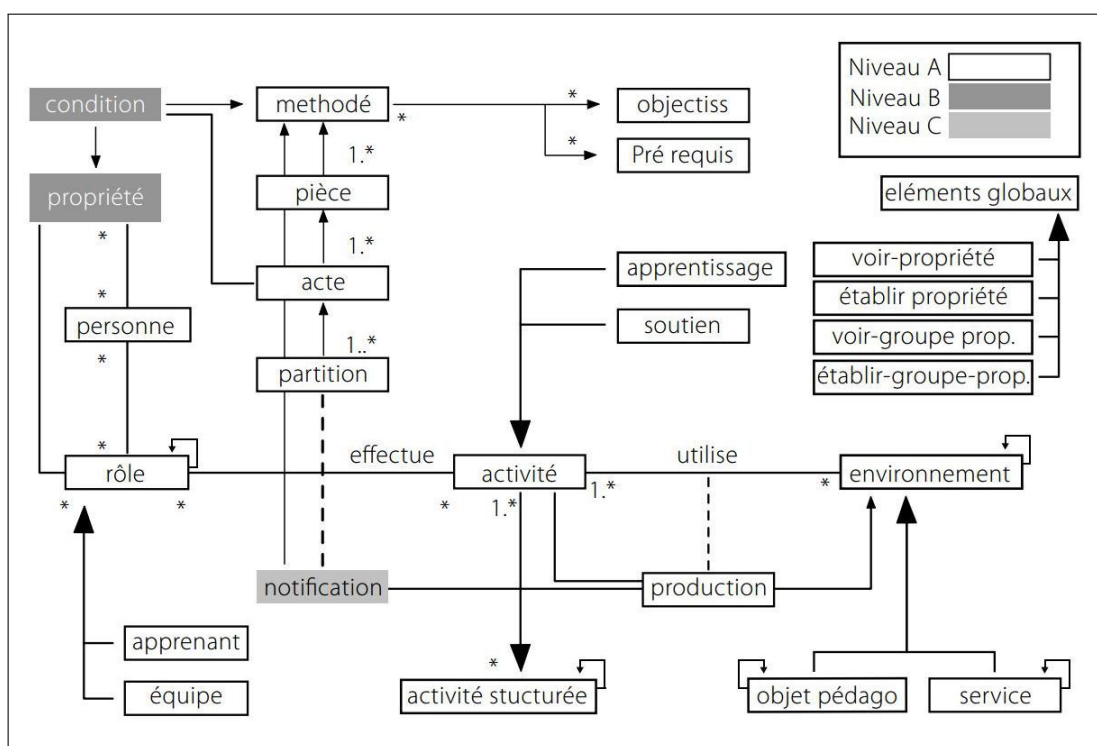 Niveau A
Niveau B
Niveau C
condition
methodé
*
*
objectiss
*
Pré requis
1.*
pièce
propriété
*
eléments globaux
1.*
acte
*
personne
*
apprentissage
soutien
voir-propriété
établir propriété
voir-groupe prop.
établir-groupe-prop.
1..*
partition
*
rôle
*
*
effectue
*
activité
1.*
1.*
utilise
*
environnement
notification
production
apprenant
équipe
*
activité stucturée
objet pédago
service